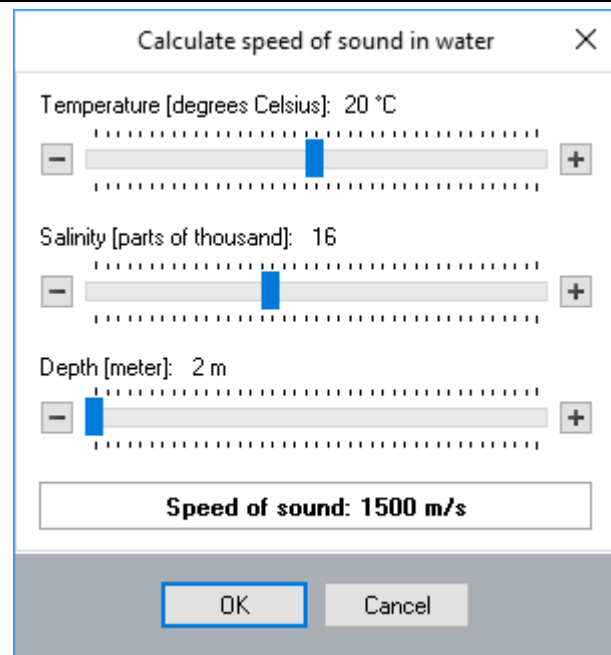 Calculate speed of sound in water
Temperature [degrees Celsius]: 20 °C
Salinity [parts of thousand]: 16
Depth [meter]: 2 m
Speed of sound: 1500 m/s
OK Cancel